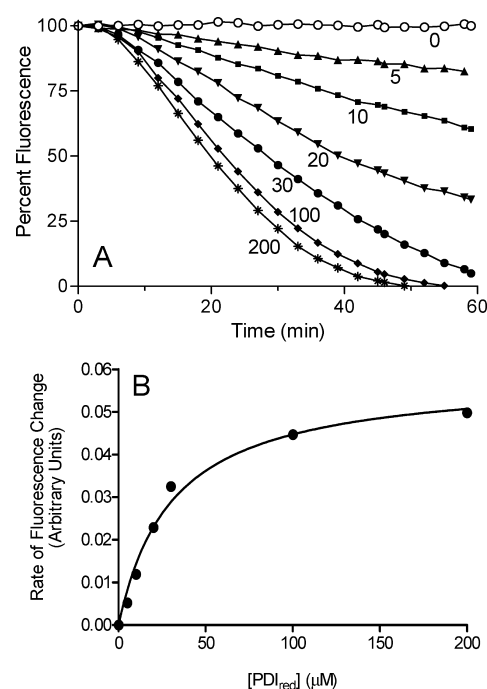 100
75
50
25
0
Percent Fluorescence
A
0
5
10
20
30
100
200
0 20 40 60
Time (min)
B
0.06
0.05
0.04
0.03
0.02
0.01
0.00
Rate of Fluorescence Change
(Arbitrary Units)
0 50 100 150 200
[PDIred] (μM)